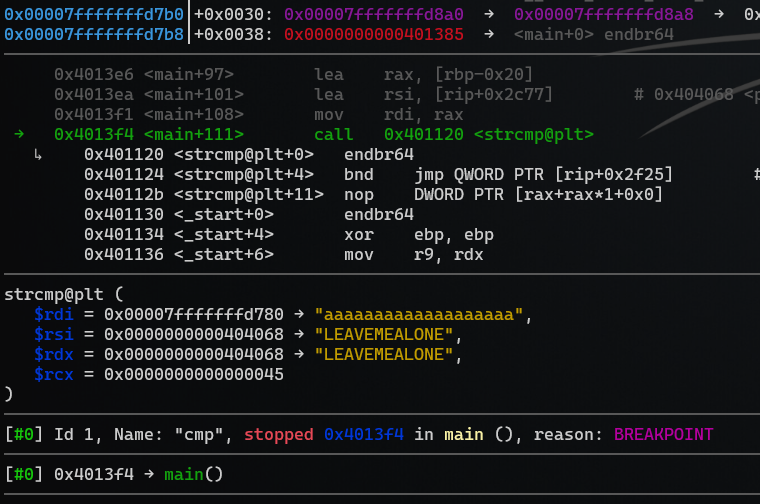 0x00007fffffffd7b0│+0x0030: 0x00007fffffffd8a0 → 0x00007fffffffd8a8 → 0x
0x00007fffffffd7b8│+0x0038: 0x0000000000401385 → <main+0> endbr64
0x4013e6 <main+97> lea rax, [rbp-0x20]
0x4013ea <main+101> lea rsi, [rip+0x2c77] # 0x404068 <p
0x4013f1 <main+108> mov rdi, rax
→ 0x4013f4 <main+111> call 0x401120 <strcmp@plt>
↳ 0x401120 <strcmp@plt+0> endbr64
0x401124 <strcmp@plt+4> bnd jmp QWORD PTR [rip+0x2f25] #
0x40112b <strcmp@plt+11> nop DWORD PTR [rax+rax*1+0x0]
0x401130 <_start+0> endbr64
0x401134 <_start+4> xor ebp, ebp
0x401136 <_start+6> mov r9, rdx
strcmp@plt (
$rdi = 0x00007fffffffd780 → "aaaaaaaaaaaaaaaaaaa",
$rsi = 0x0000000000404068 → "LEAVEMEALONE",
$rdx = 0x0000000000404068 → "LEAVEMEALONE",
$rcx = 0x0000000000000045
)
[#0] Id 1, Name: "cmp", stopped 0x4013f4 in main (), reason: BREAKPOINT
[#0] 0x4013f4 → main()